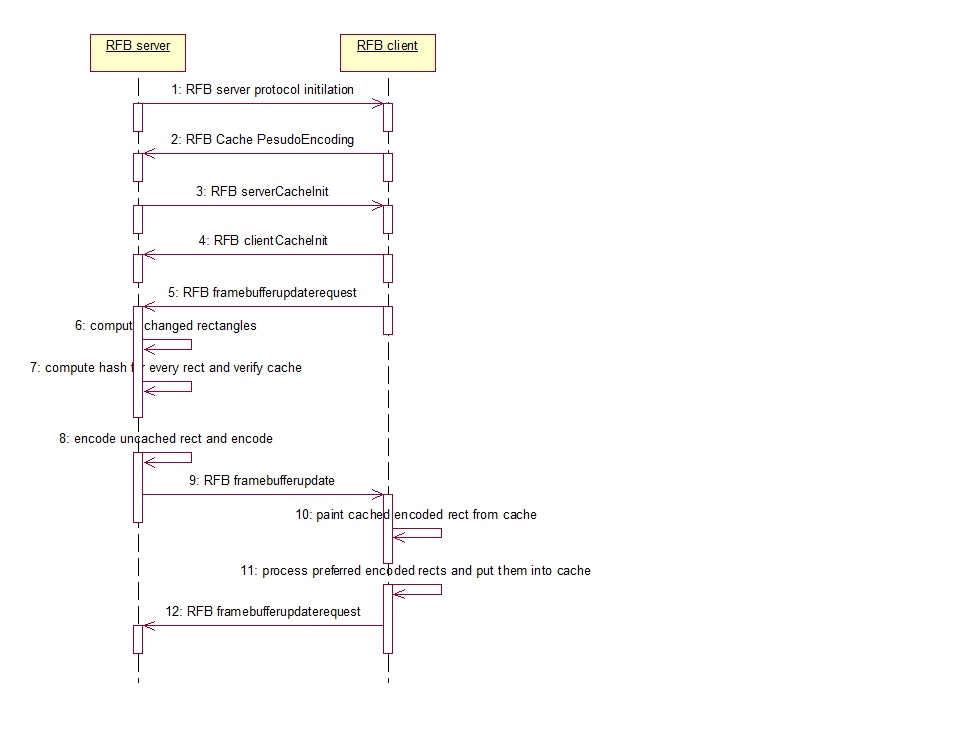 RFB server
RFB client
1: RFB server protocol initilation
2: RFB Cache PesudoEncoding
3: RFB serverCacheInit
4: RFB clientCacheInit
5: RFB framebufferupdaterequest
6: compute changed rectangles
7: compute hash for every rect and verify cache
8: encode uncached rect and encode
9: RFB framebufferupdate
10: paint cached encoded rect from cache
11: process preferred encoded rects and put them into cache
12: RFB framebufferupdaterequest